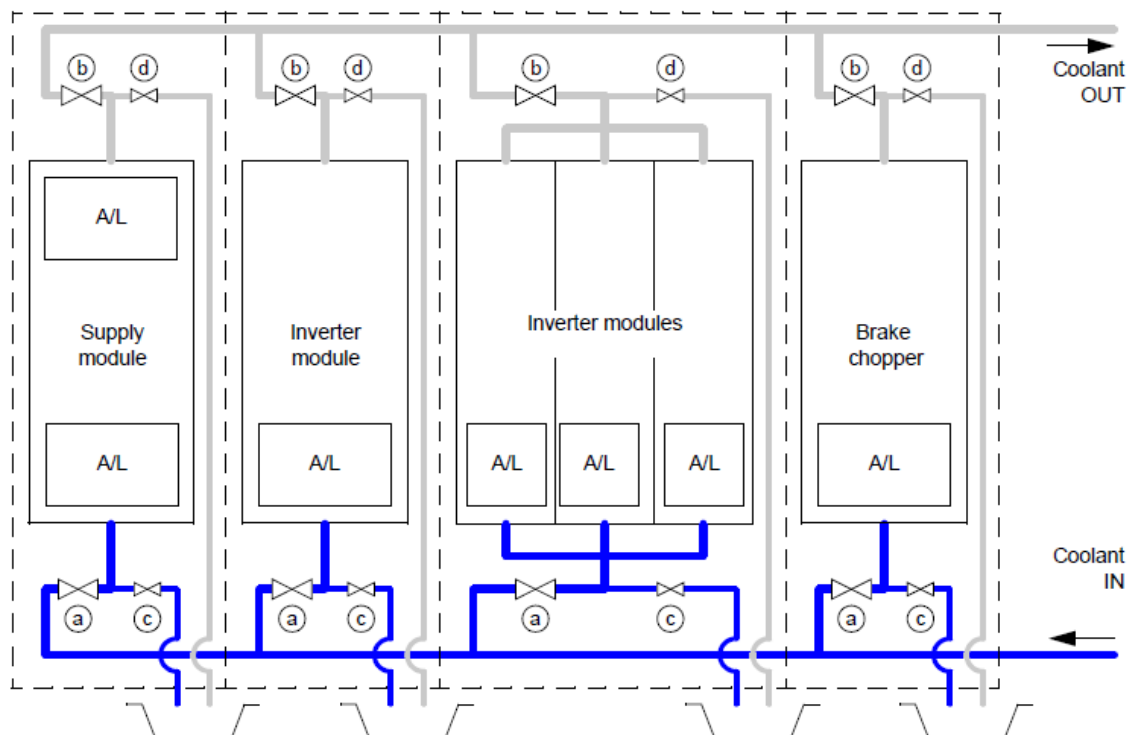 b d b d b d b d
Coolant
OUT
A/L
Supply
module
Inverter
module
Inverter modules
Brake
chopper
A/L A/L A/L A/L A/L A/L
Coolant
IN
a c a c a c a c